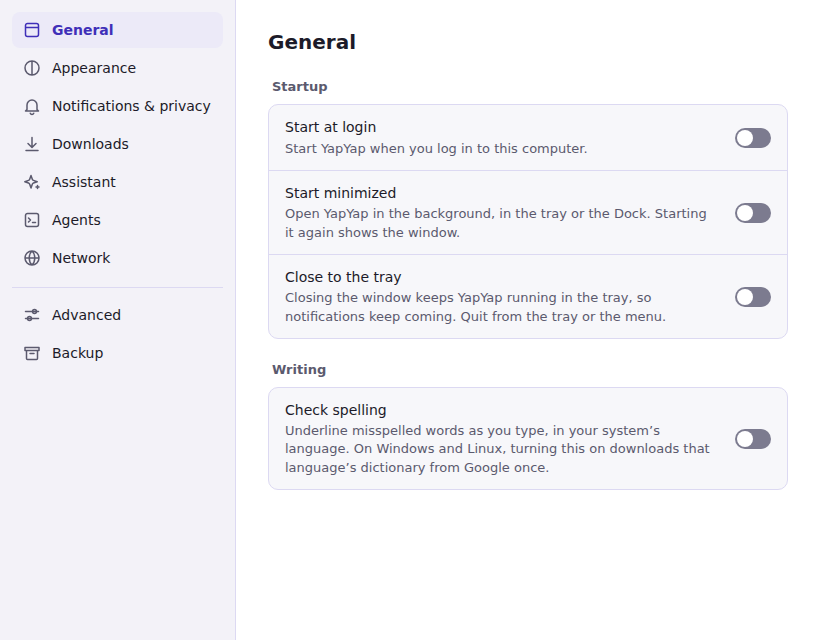 General
Appearance
Notifications & privacy
Downloads
Assistant
Agents
Network
Advanced
Backup
General
Startup
Start at login
Start YapYap when you log in to this computer.
Start minimized
Open YapYap in the background, in the tray or the Dock. Starting
it again shows the window.
Close to the tray
Closing the window keeps YapYap running in the tray, so
notifications keep coming. Quit from the tray or the menu.
Writing
Check spelling
Underline misspelled words as you type, in your system’s
language. On Windows and Linux, turning this on downloads that
language’s dictionary from Google once.